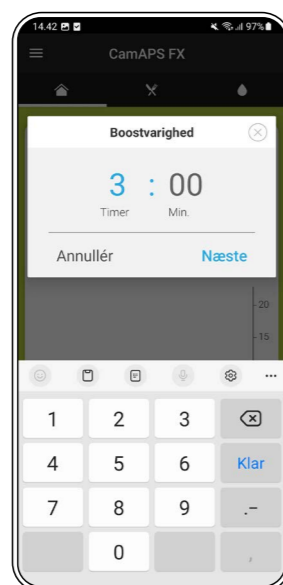 14.42 97%
CamAPS FX
Boostvarighed
3 : 00
Timer Min.
Annullér Næste
20
15
1 2 3
4 5 6 Klar
7 8 9 .-
0 ,